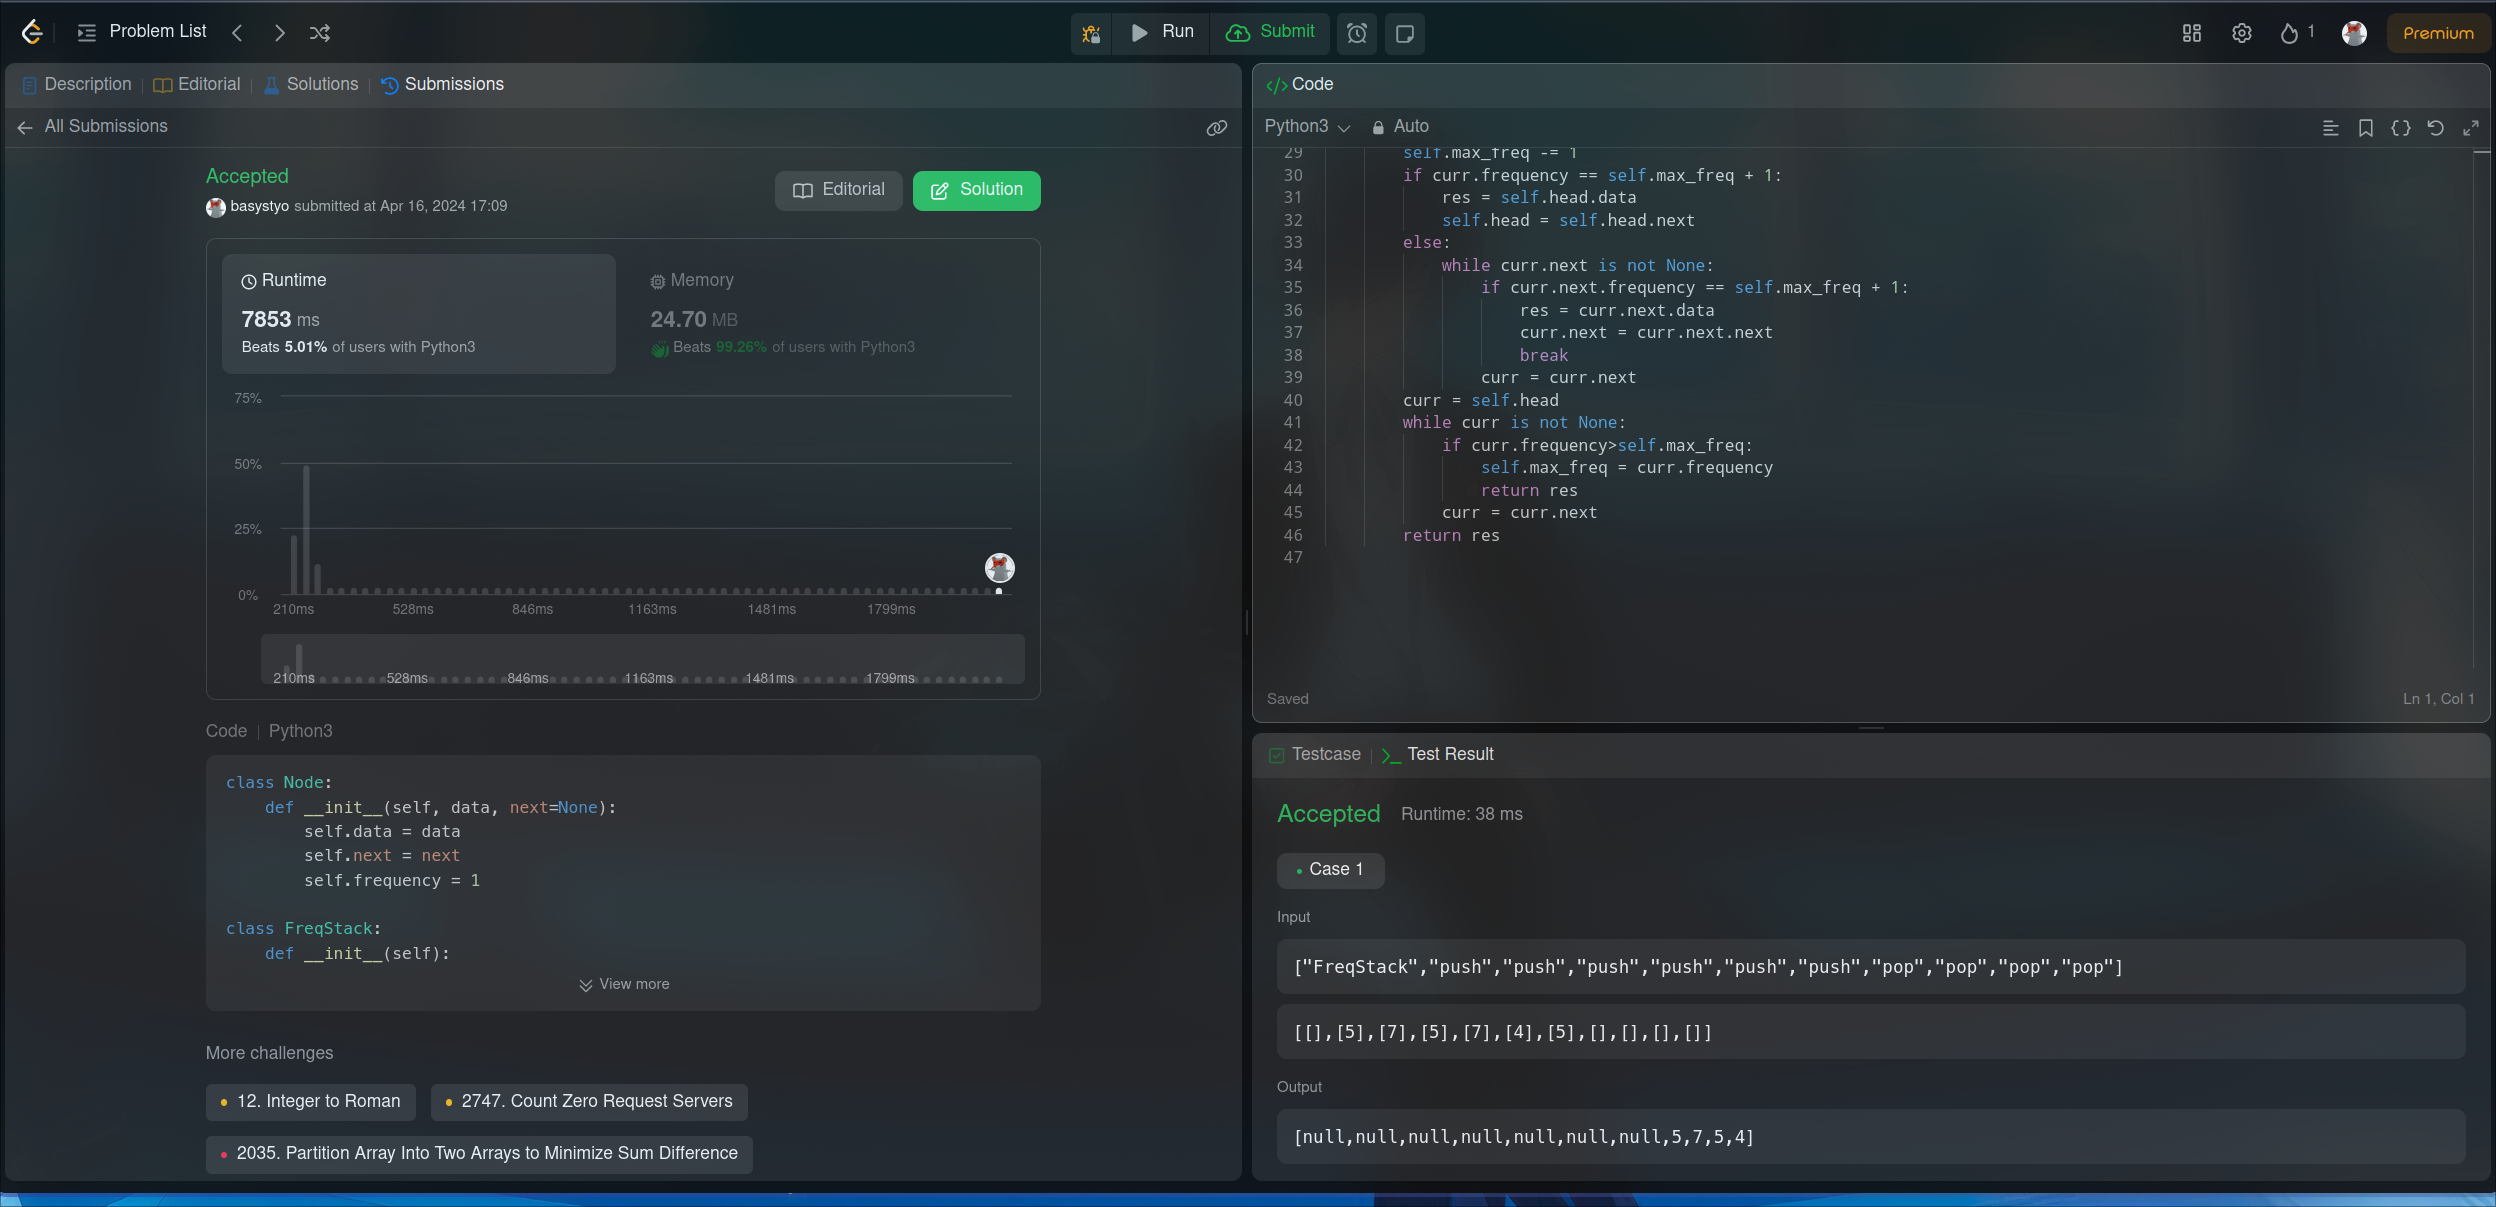 Problem List
Run
Submit
1
Premium
Description
Editorial
Solutions
Submissions
All Submissions
Accepted
basystyo submitted at Apr 16, 2024 17:09
Editorial
Solution
Runtime
7853 ms
Beats 5.01% of users with Python3
Memory
24.70 MB
Beats 99.26% of users with Python3
75%
50%
25%
0%
210ms 528ms 846ms 1163ms 1481ms 1799ms
210ms 528ms 846ms 1163ms 1481ms 1799ms
Code | Python3
class Node:
    def __init__(self, data, next=None):
        self.data = data
        self.next = next
        self.frequency = 1
class FreqStack:
    def __init__(self):
View more
More challenges
12. Integer to Roman
2747. Count Zero Request Servers
2035. Partition Array Into Two Arrays to Minimize Sum Difference
</> Code
Python3
Auto
29 self.max_freq -= 1
30 if curr.frequency == self.max_freq + 1:
31 res = self.head.data
32 self.head = self.head.next
33 else:
34 while curr.next is not None:
35 if curr.next.frequency == self.max_freq + 1:
36 res = curr.next.data
37 curr.next = curr.next.next
38 break
39 curr = curr.next
40 curr = self.head
41 while curr is not None:
42 if curr.frequency>self.max_freq:
43 self.max_freq = curr.frequency
44 return res
45 curr = curr.next
46 return res
47
Saved
Ln 1, Col 1
Testcase
Test Result
Accepted
Runtime: 38 ms
Case 1
Input
["FreqStack","push","push","push","push","push","push","pop","pop","pop","pop"]
[[],[5],[7],[5],[7],[4],[5],[],[],[],[]]
Output
[null,null,null,null,null,null,null,5,7,5,4]